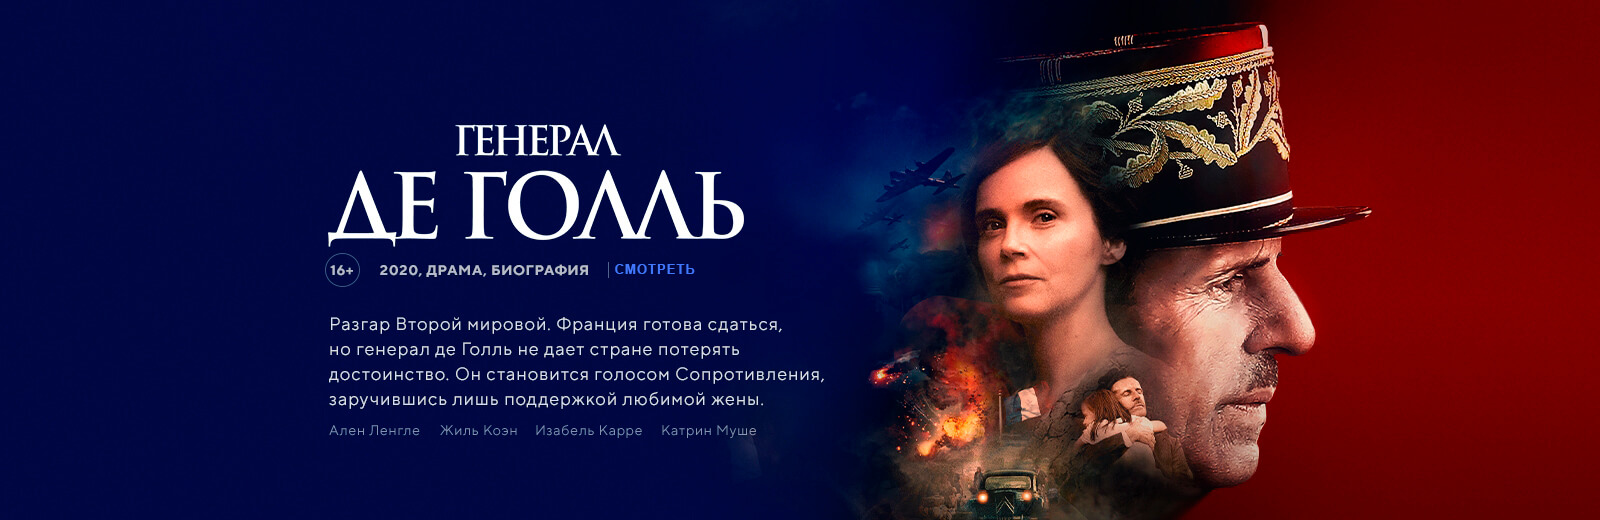 ГЕНЕРАЛ
ДЕ ГОЛЛЬ
16+ 2020, ДРАМА, БИОГРАФИЯ | СМОТРЕТЬ
Разгар Второй мировой. Франция готова сдаться,
но генерал де Голль не дает стране потерять
достоинство. Он становится голосом Сопротивления,
заручившись лишь поддержкой любимой жены.
Ален Ленгле Жиль Коэн Изабель Карре Катрин Муше